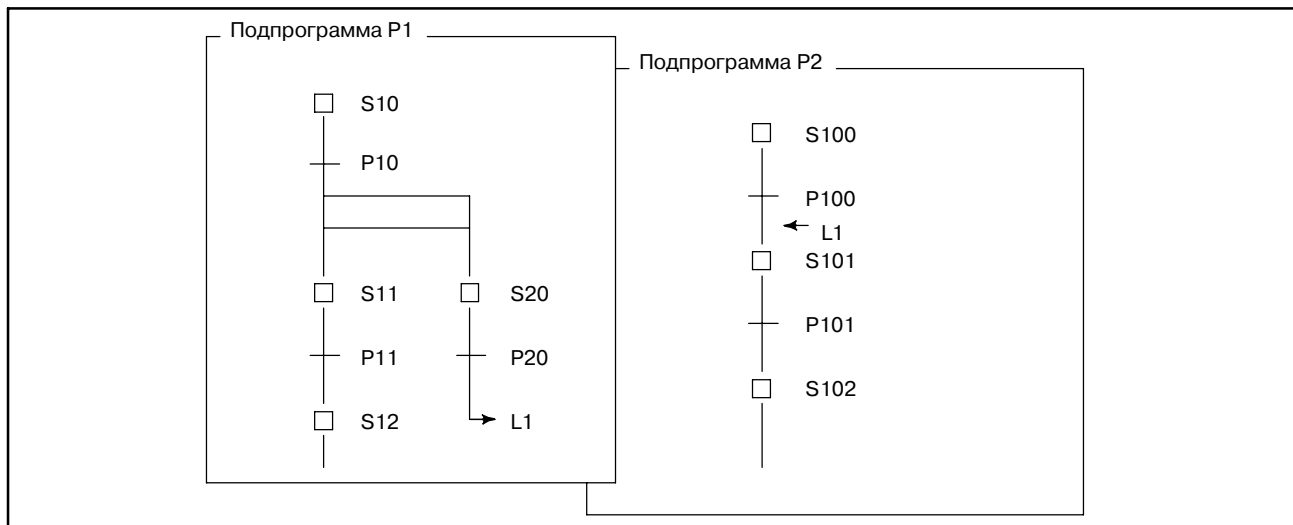 Подпрограмма P1
S10
P10
S11 S20
P11 P20
S12 L1
Подпрограмма P2
S100
P100
L1
S101
P101
S102